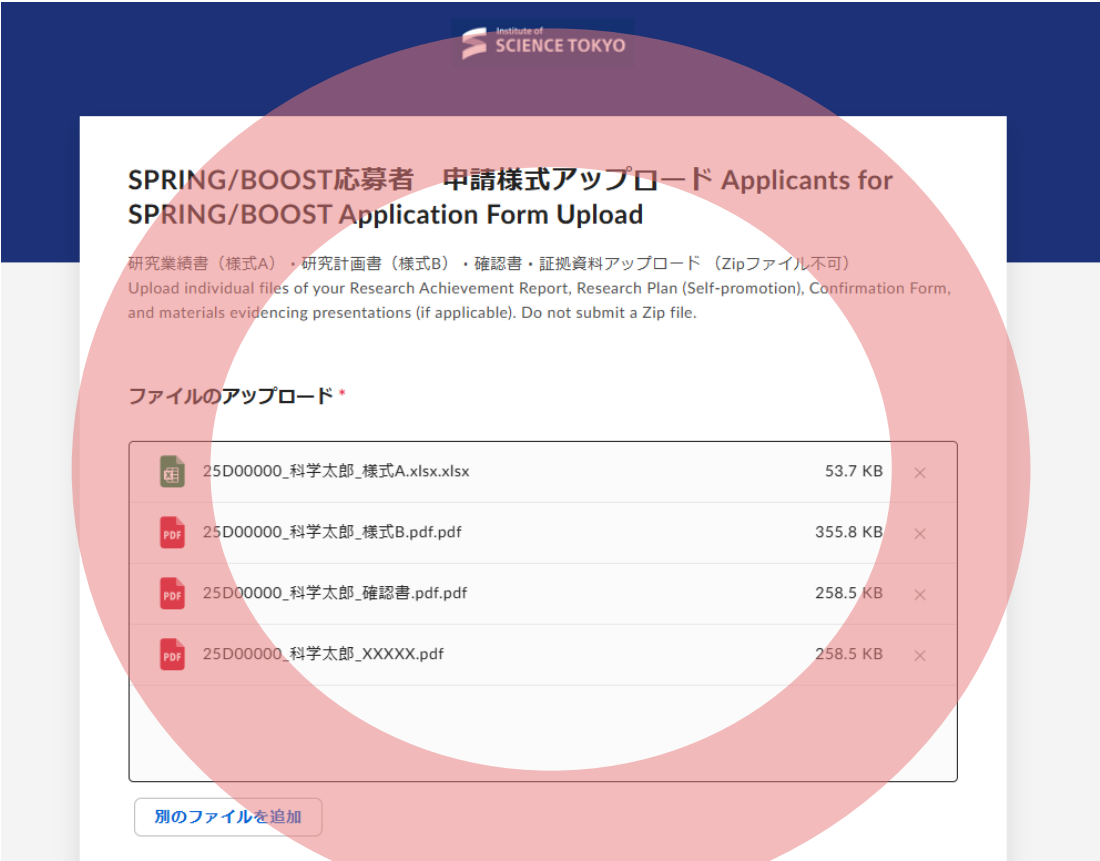 Institute of
SCIENCE TOKYO
SPRING/BOOST応募者　申請様式アップロード Applicants for
SPRING/BOOST Application Form Upload
研究業績書（様式A）・研究計画書（様式B）・確認書・証拠資料アップロード （Zipファイル不可）
Upload individual files of your Research Achievement Report, Research Plan (Self-promotion), Confirmation Form,
and materials evidencing presentations (if applicable). Do not submit a Zip file.
ファイルのアップロード *
25D00000_科学太郎_様式A.xlsx.xlsx 53.7 KB
PDF 25D00000_科学太郎_様式B.pdf.pdf 355.8 KB
PDF 25D00000_科学太郎_確認書.pdf.pdf 258.5 KB
PDF 25D00000_科学太郎_XXXXX.pdf 258.5 KB
別のファイルを追加